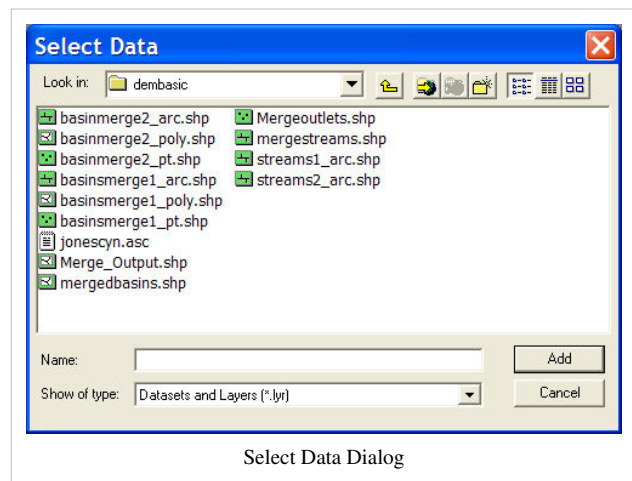 Select Data
Look in: dembasic
basinmerge2_arc.shp
basinmerge2_poly.shp
basinmerge2_pt.shp
basinsmerge1_arc.shp
basinsmerge1_poly.shp
basinsmerge1_pt.shp
jonescyn.asc
Merge_Output.shp
mergedbasins.shp
Mergeoutlets.shp
mergestreams.shp
streams1_arc.shp
streams2_arc.shp
Name:
Add
Show of type: Datasets and Layers (*.lyr)
Cancel
Select Data Dialog